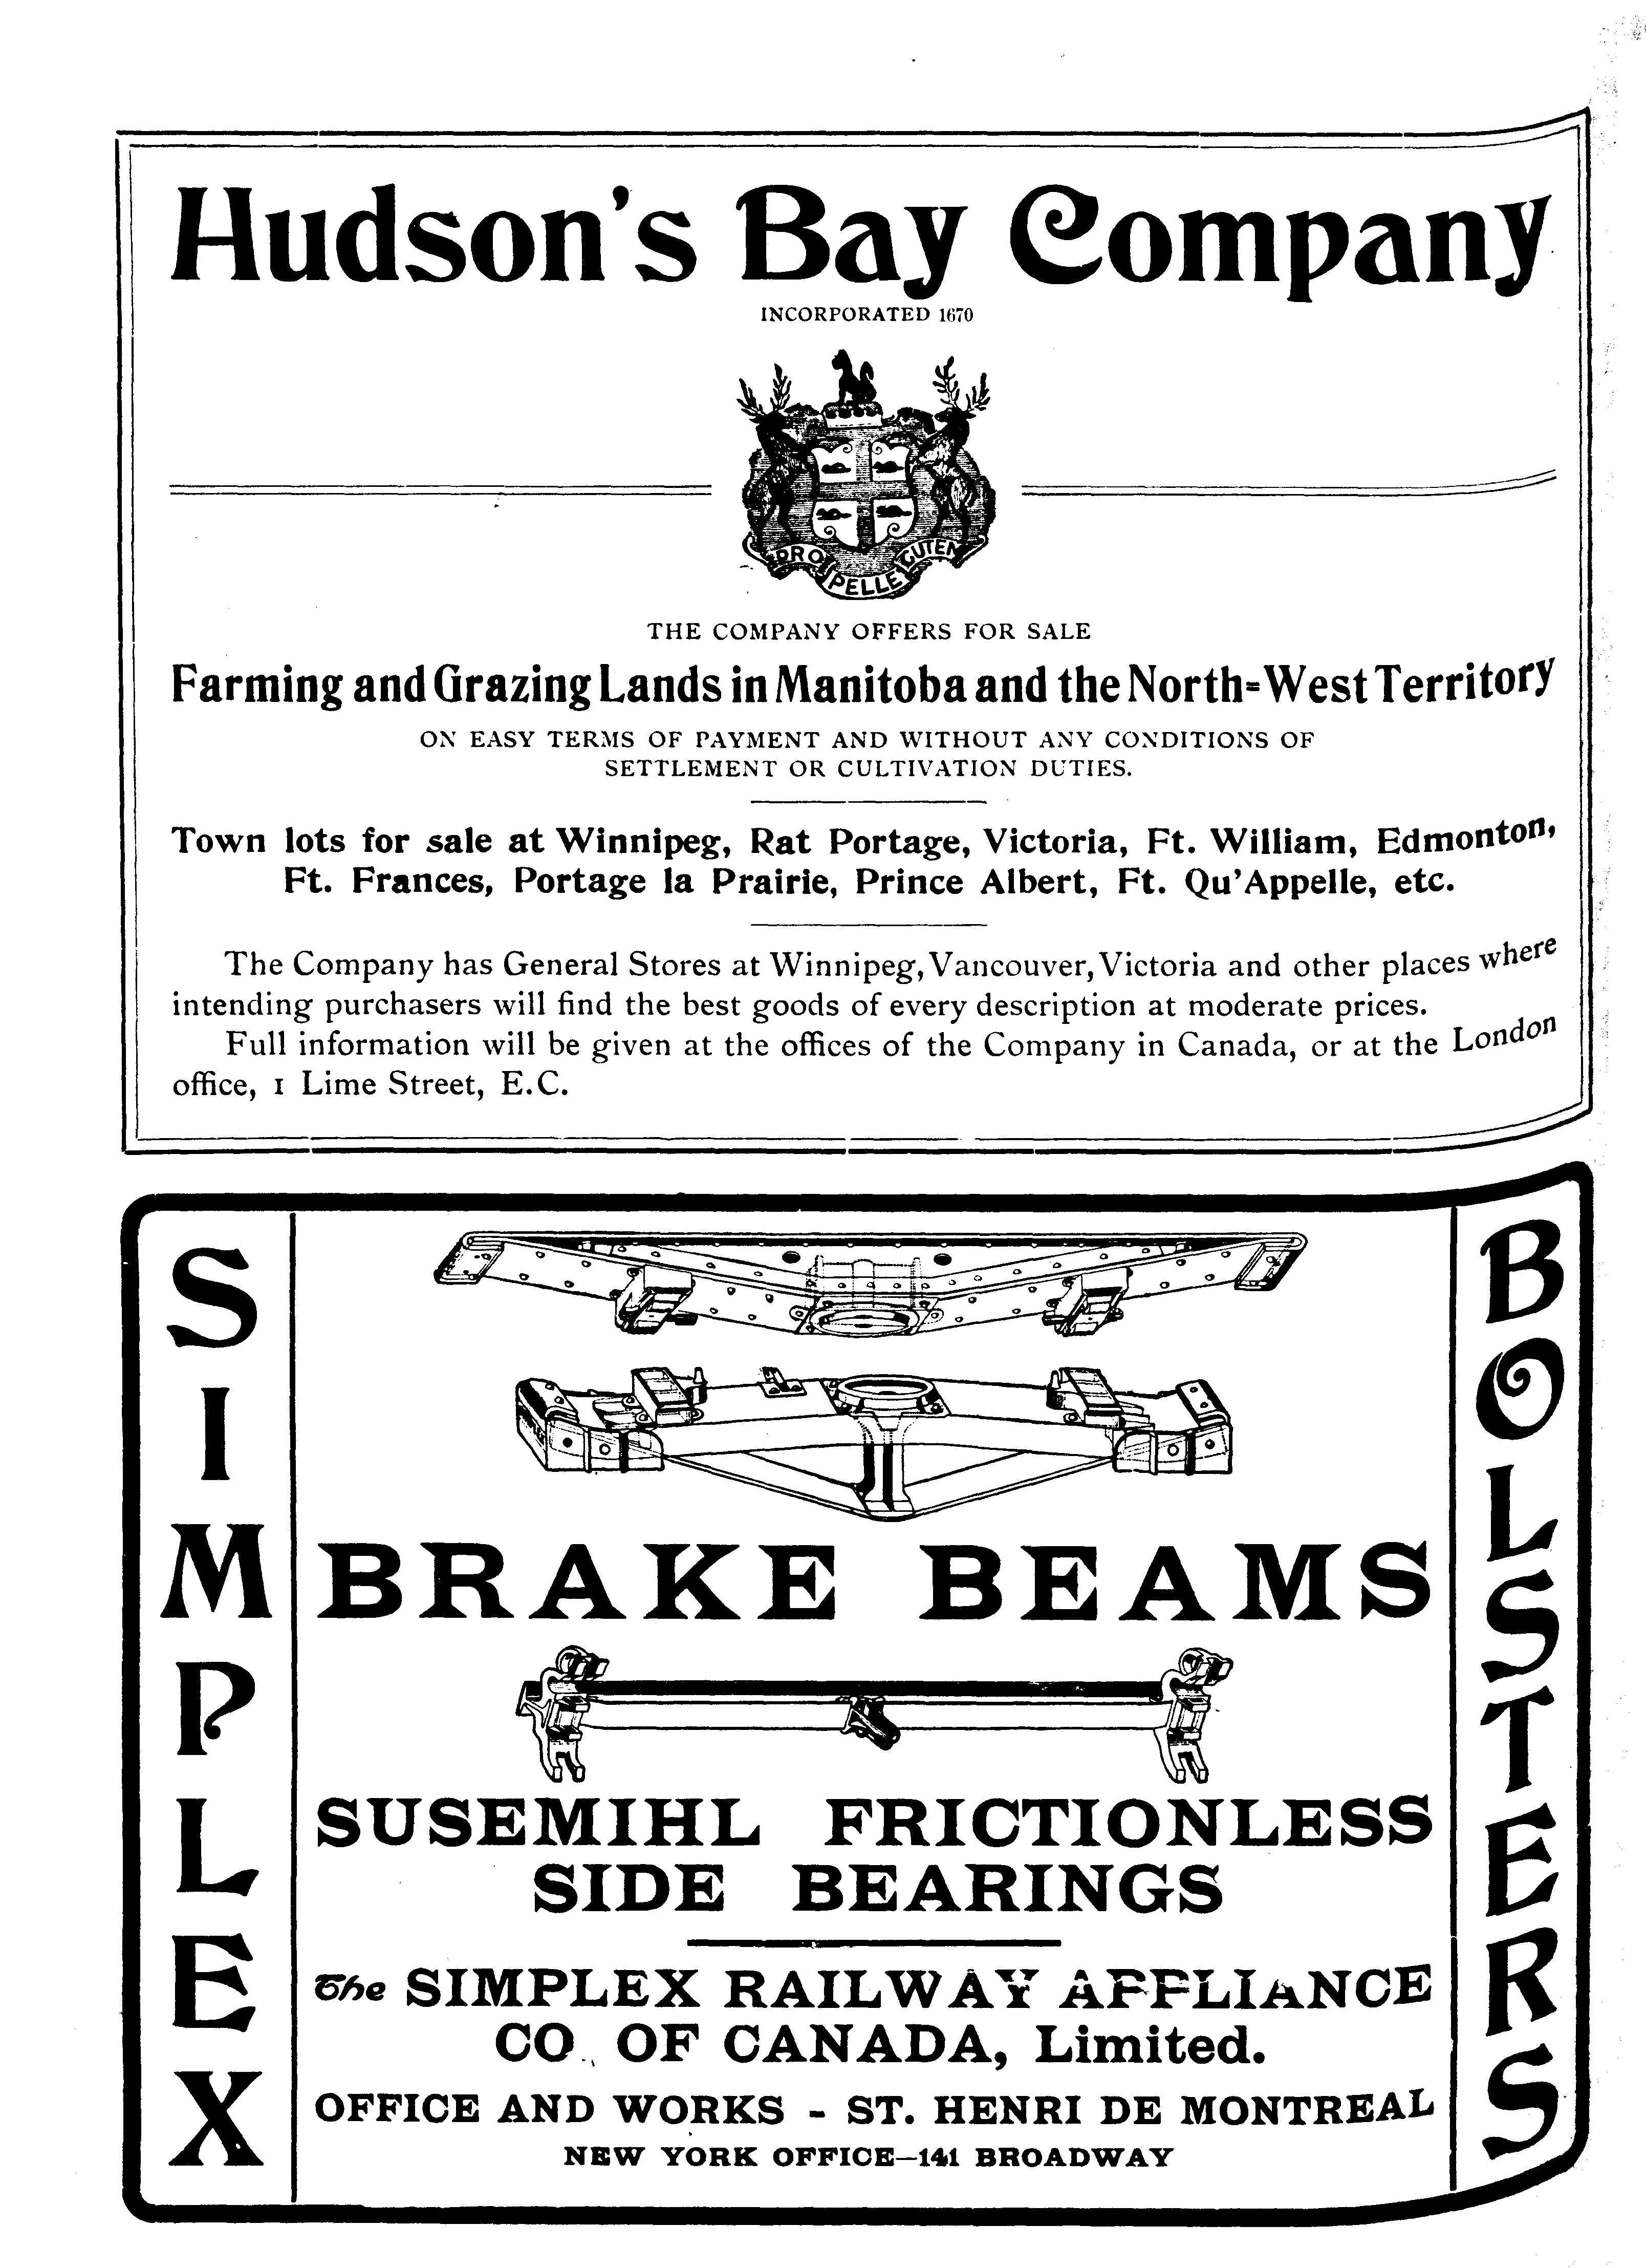 Hudson's Bay Company
INCORPORATED 1670
PRO
PELLE
CUTEM
THE COMPANY OFFERS FOR SALE
Farming and Grazing Lands in Manitoba and the North-West Territory
ON EASY TERMS OF PAYMENT AND WITHOUT ANY CONDITIONS OF
SETTLEMENT OR CULTIVATION DUTIES.
Town lots for sale at Winnipeg, Rat Portage, Victoria, Ft. William, Edmonton,
Ft. Frances, Portage la Prairie, Prince Albert, Ft. Qu'Appelle, etc.
The Company has General Stores at Winnipeg, Vancouver, Victoria and other places where
intending purchasers will find the best goods of every description at moderate prices.
Full information will be given at the offices of the Company in Canada, or at the London
office, 1 Lime Street, E.C.
SIMPLEX
BOLSTERS
BRAKE BEAMS
SUSEMIHL FRICTIONLESS
SIDE BEARINGS
The SIMPLEX RAILWAY APPLIANCE
CO., OF CANADA, Limited.
OFFICE AND WORKS - ST. HENRI DE MONTREAL
NEW YORK OFFICE—141 BROADWAY